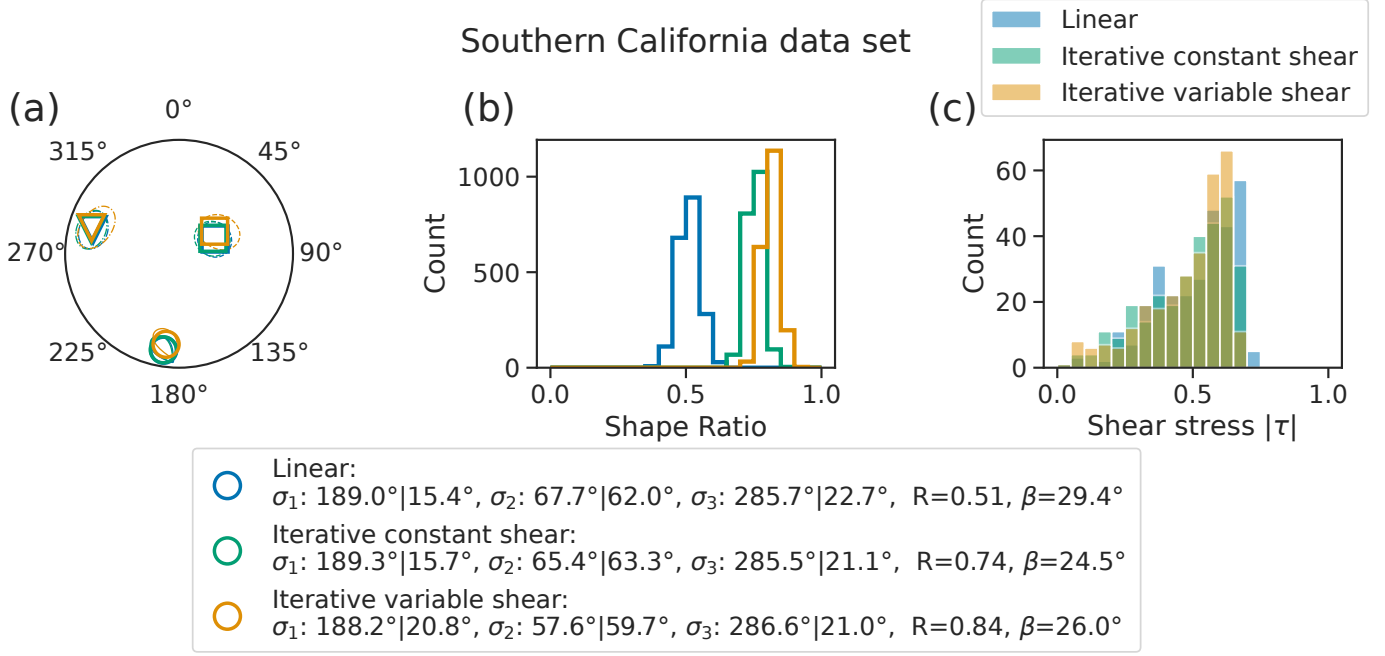 Southern California data set
Linear
Iterative constant shear
Iterative variable shear
(a)
0°
45°
90°
135°
180°
225°
270°
315°
(b)
Count
1000
500
0
0.0
0.5
1.0
Shape Ratio
(c)
Count
60
40
20
0
0.0
0.5
1.0
Shear stress |τ|
Linear:
σ₁: 189.0°|15.4°, σ₂: 67.7°|62.0°, σ₃: 285.7°|22.7°, R=0.51, β=29.4°
Iterative constant shear:
σ₁: 189.3°|15.7°, σ₂: 65.4°|63.3°, σ₃: 285.5°|21.1°, R=0.74, β=24.5°
Iterative variable shear:
σ₁: 188.2°|20.8°, σ₂: 57.6°|59.7°, σ₃: 286.6°|21.0°, R=0.84, β=26.0°